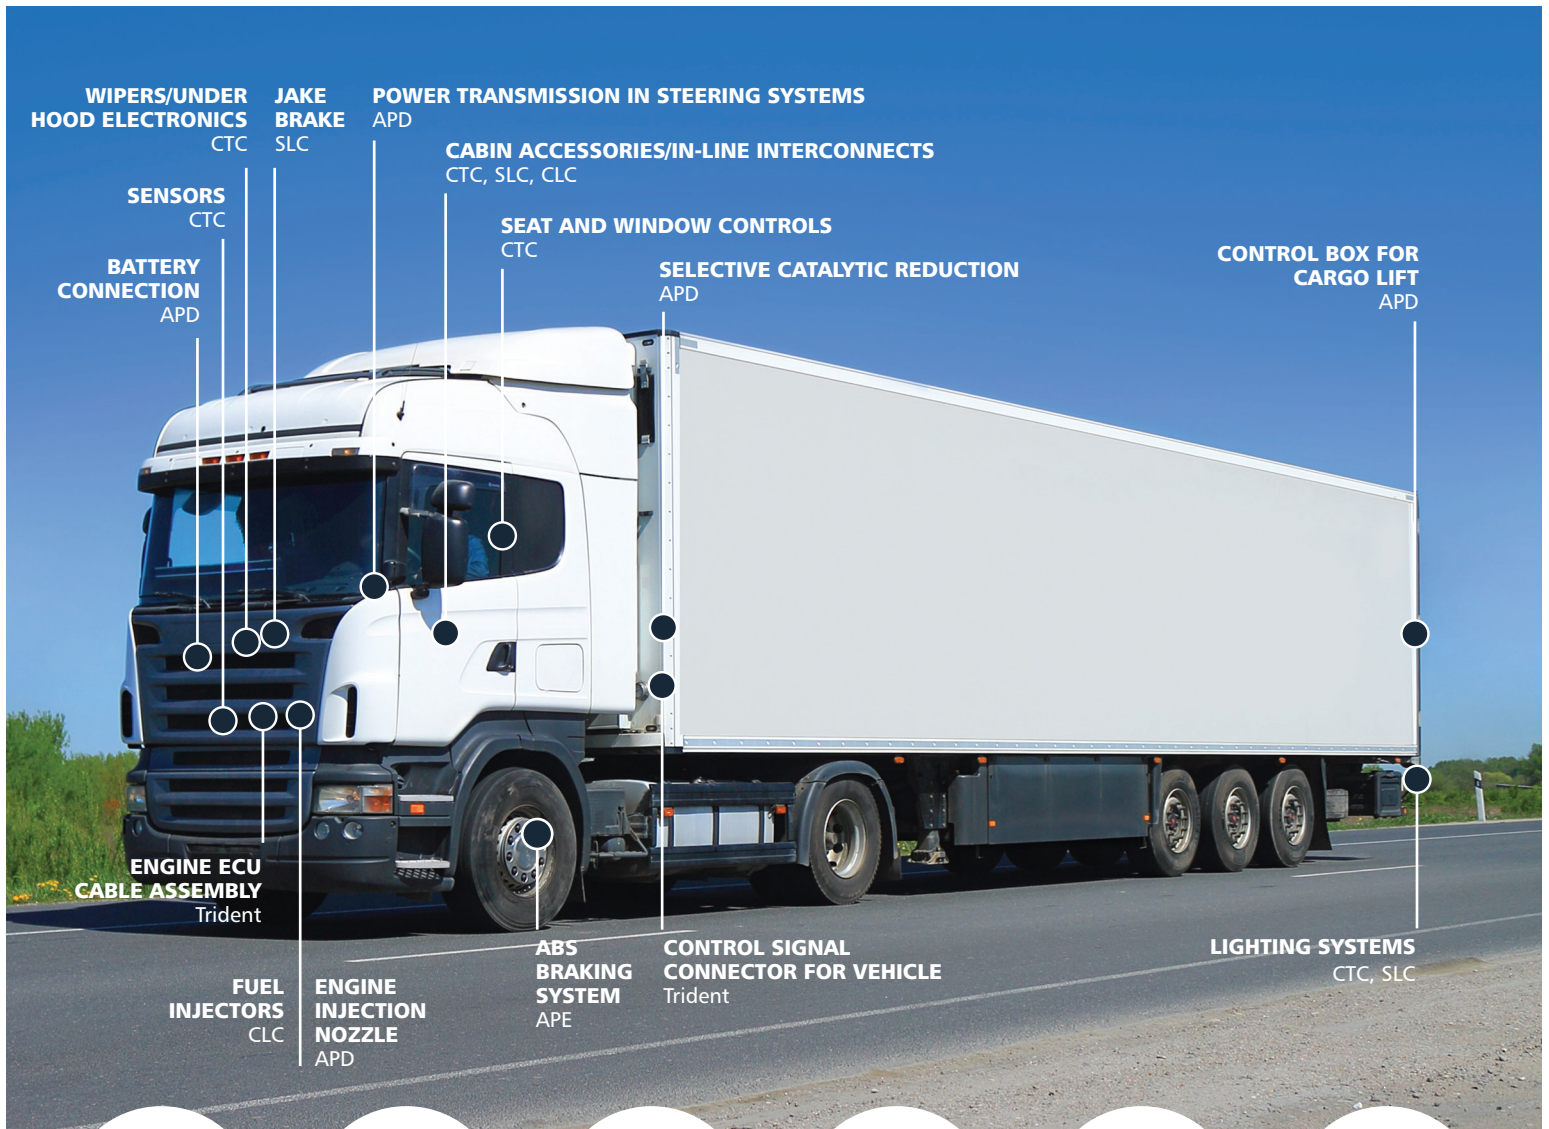 WIPERS/UNDER
HOOD ELECTRONICS
CTC
JAKE
BRAKE
SLC
POWER TRANSMISSION IN STEERING SYSTEMS
APD
CABIN ACCESSORIES/IN-LINE INTERCONNECTS
CTC, SLC, CLC
SENSORS
CTC
SEAT AND WINDOW CONTROLS
CTC
BATTERY
CONNECTION
APD
SELECTIVE CATALYTIC REDUCTION
APD
CONTROL BOX FOR
CARGO LIFT
APD
ENGINE ECU
CABLE ASSEMBLY
Trident
FUEL
INJECTORS
CLC
ENGINE
INJECTION
NOZZLE
APD
ABS
BRAKING
SYSTEM
APE
CONTROL SIGNAL
CONNECTOR FOR VEHICLE
Trident
LIGHTING SYSTEMS
CTC, SLC